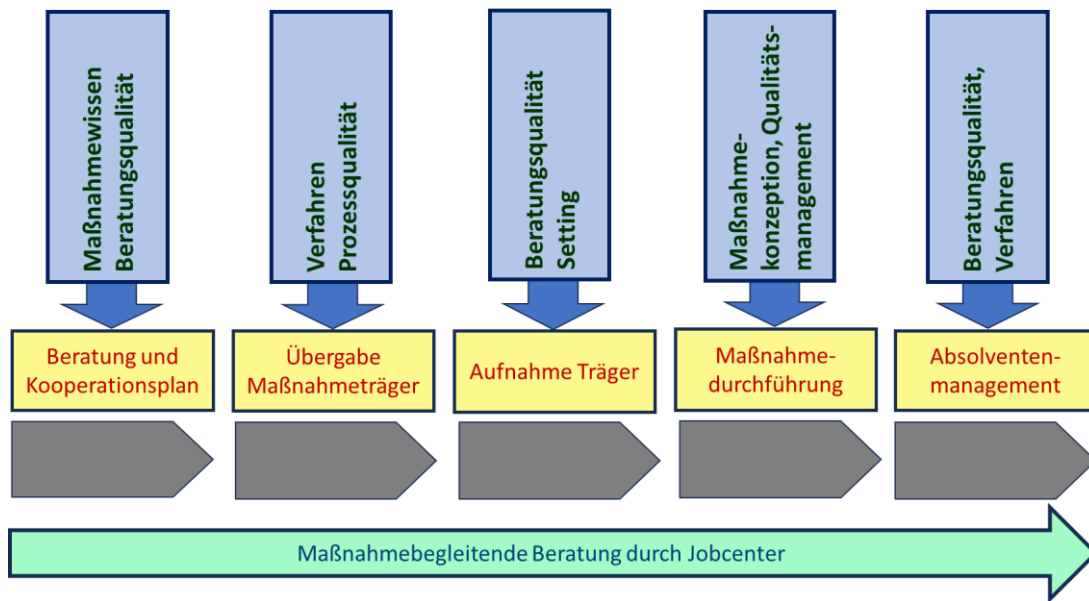 Maßnahmewissen
Beratungsqualität
Verfahren
Prozessqualität
Beratungsqualität
Setting
Maßnahme-
konzeption, Qualitäts-
management
Beratungsqualität,
Verfahren
Beratung und
Kooperationsplan
Übergabe
Maßnahmeträger
Aufnahme Träger
Maßnahme-
durchführung
Absolventen-
management
Maßnahmebegleitende Beratung durch Jobcenter